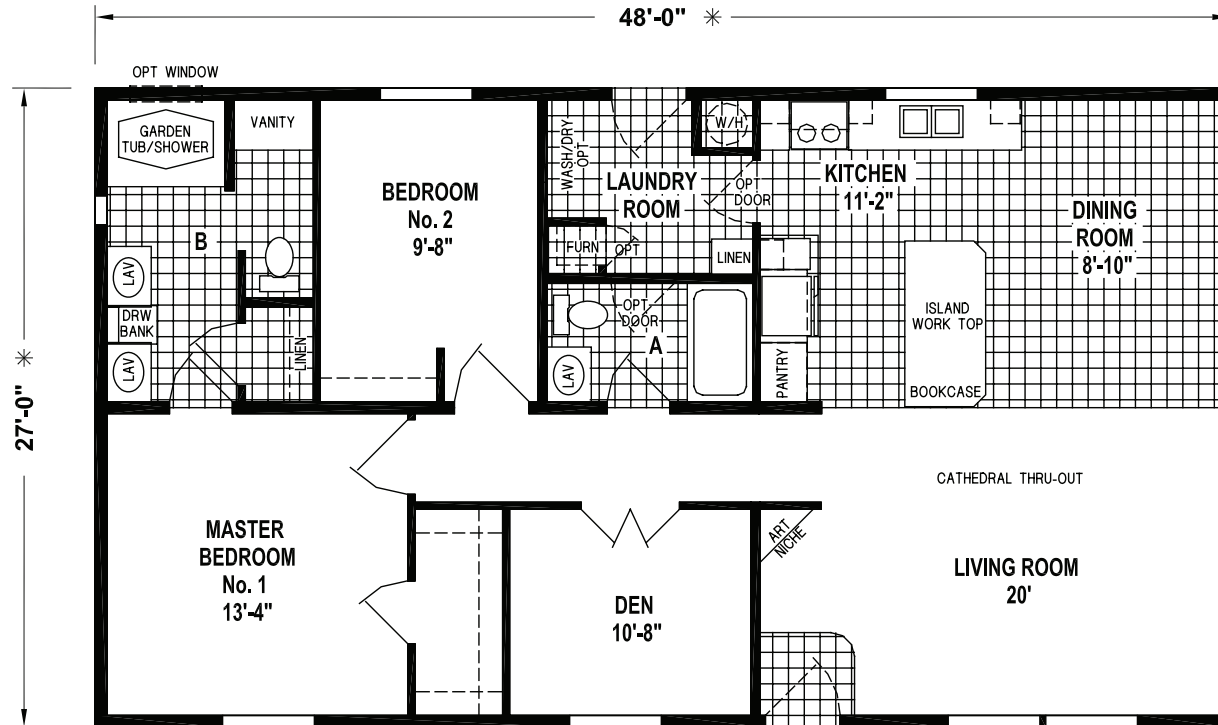 48'-0" ✳
OPT WINDOW
GARDEN
TUB/SHOWER
VANITY
BEDROOM
No. 2
9'-8"
WASH/DRY
OPT
W/H
LAUNDRY
ROOM
OPT
DOOR
KITCHEN
11'-2"
DINING
ROOM
8'-10"
B
LAV
DRW
BANK
LAV
LINEN
FURN
OPT
LINEN
OPT
DOOR
A
LAV
PANTRY
ISLAND
WORK TOP
BOOKCASE
27'-0" ✳
CATHEDRAL THRU-OUT
MASTER
BEDROOM
No. 1
13'-4"
DEN
10'-8"
ART
NICHE
LIVING ROOM
20'